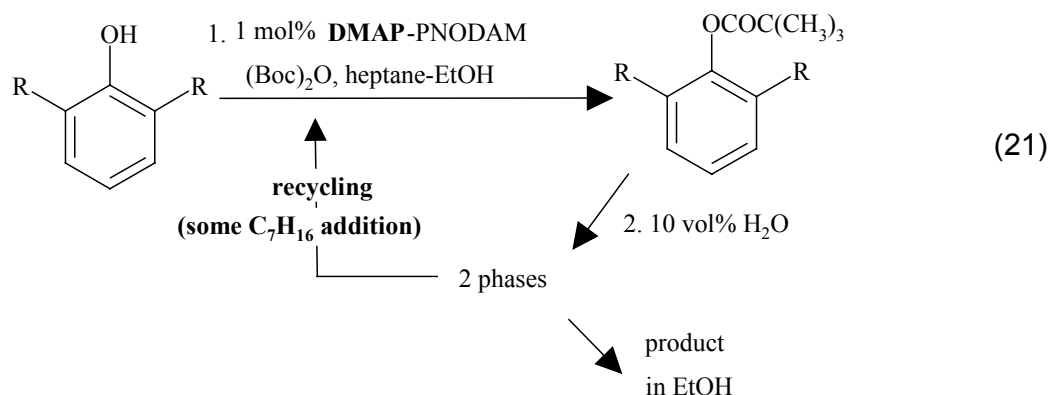 OH
R
R
1. 1 mol% DMAP-PNODAM
(Boc)₂O, heptane-EtOH
OCOC(CH₃)₃
R
R
(21)
recycling
(some C₇H₁₆ addition)
2. 10 vol% H₂O
2 phases
product
in EtOH